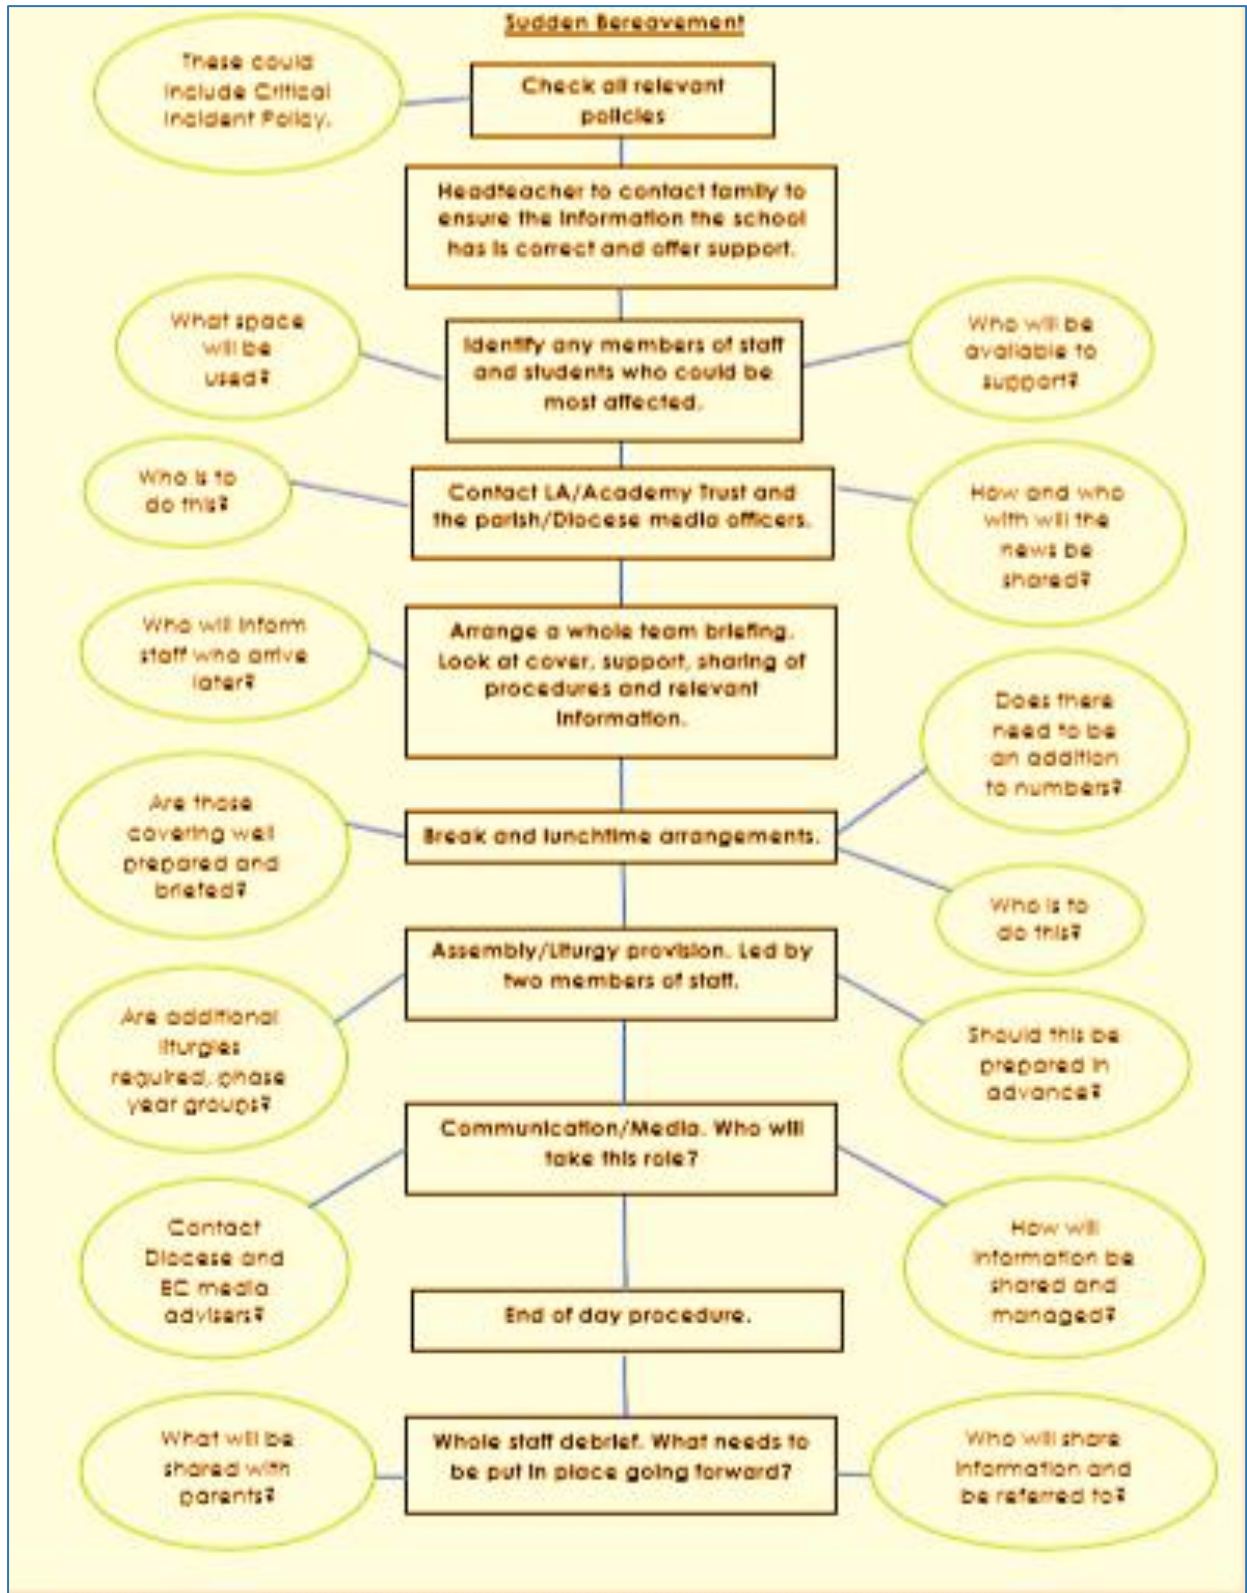 Sudden Bereavement
These could
include Critical
Incident Policy.
Check all relevant
policies
Headteacher to contact family to
ensure the information the school
has is correct and offer support.
What space
will be
used?
Identify any members of staff
and students who could be
most affected.
Who will be
available to
support?
Who is to
do this?
Contact LA/Academy Trust and
the parish/Diocese media officers.
How and who
with will the
news be
shared?
Who will inform
staff who arrive
later?
Arrange a whole team briefing.
Look at cover, support, sharing of
procedures and relevant
information.
Does there
need to be
an addition
to numbers?
Are those
covering well
prepared and
briefed?
Break and lunchtime arrangements.
Who is to
do this?
Assembly/Liturgy provision. Led by
two members of staff.
Are additional
liturgies
required, phase
year groups?
Should this be
prepared in
advance?
Communication/Media. Who will
take this role?
Contact
Diocese and
EC media
advisers?
How will
information be
shared and
managed?
End of day procedure.
What will be
shared with
parents?
Whole staff debrief. What needs to
be put in place going forward?
Who will share
information and
be referred to?